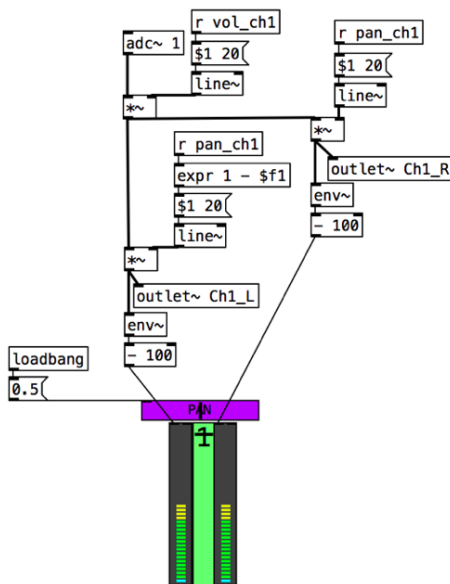 r vol_ch1
adc~ 1
$1 20
line~
*~
r pan_ch1
$1 20
line~
*~
outlet~ Ch1_R
env~
- 100
r pan_ch1
expr 1 - $f1
$1 20
line~
*~
outlet~ Ch1_L
env~
- 100
loadbang
0.5
PAN
1